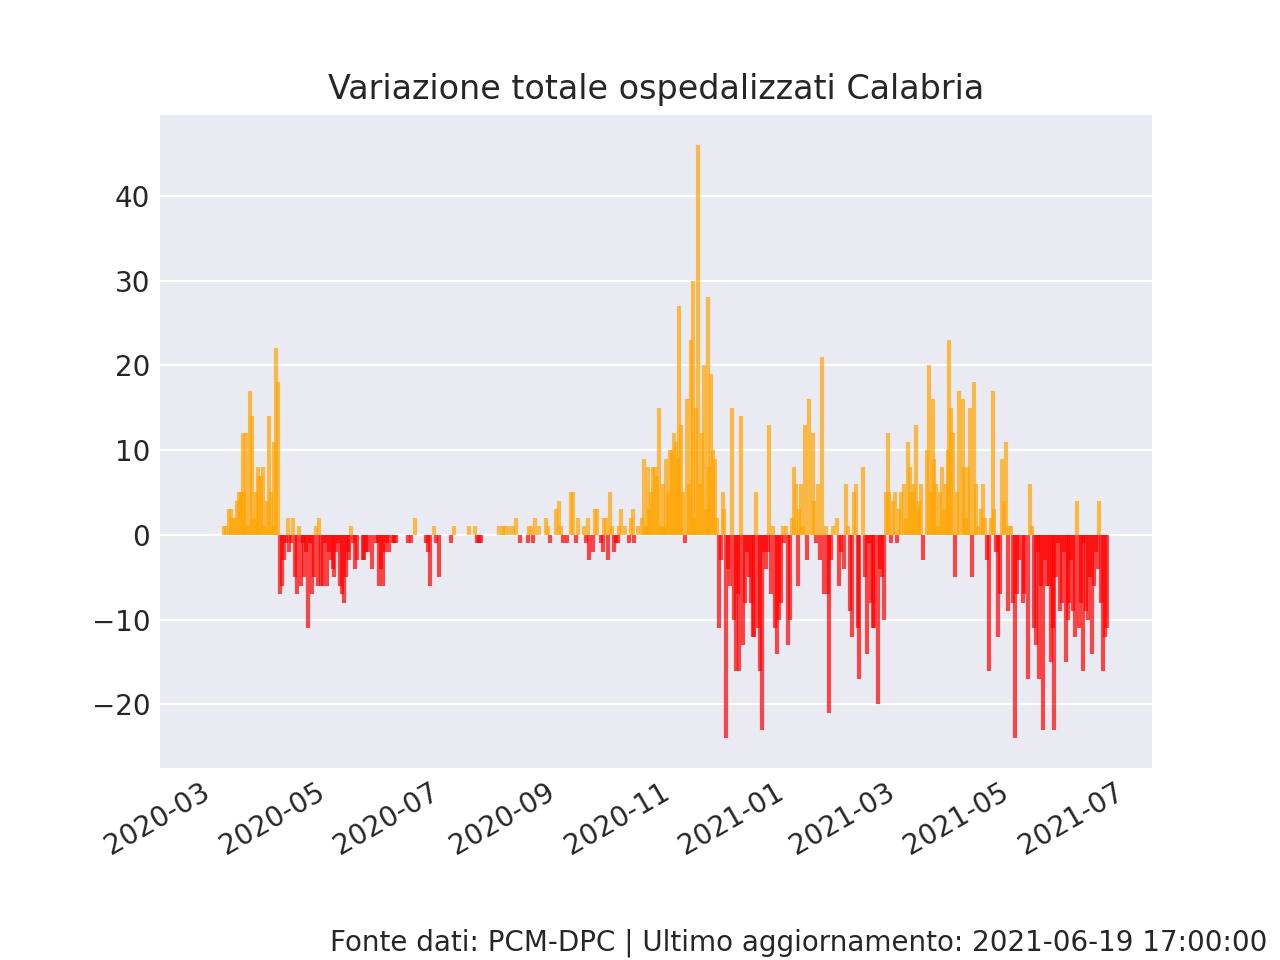 Variazione totale ospedalizzati Calabria
40
30
20
10
0
−10
−20
2020-03 2020-05 2020-07 2020-09 2020-11 2021-01 2021-03 2021-05 2021-07
Fonte dati: PCM-DPC | Ultimo aggiornamento: 2021-06-19 17:00:00